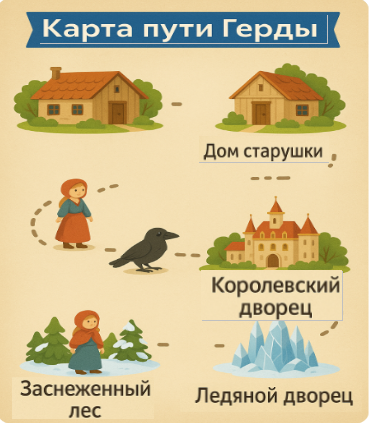 Карта пути Герды
Дом старушки
Королевский
дворец
Заснеженный
лес
Ледяной дворец